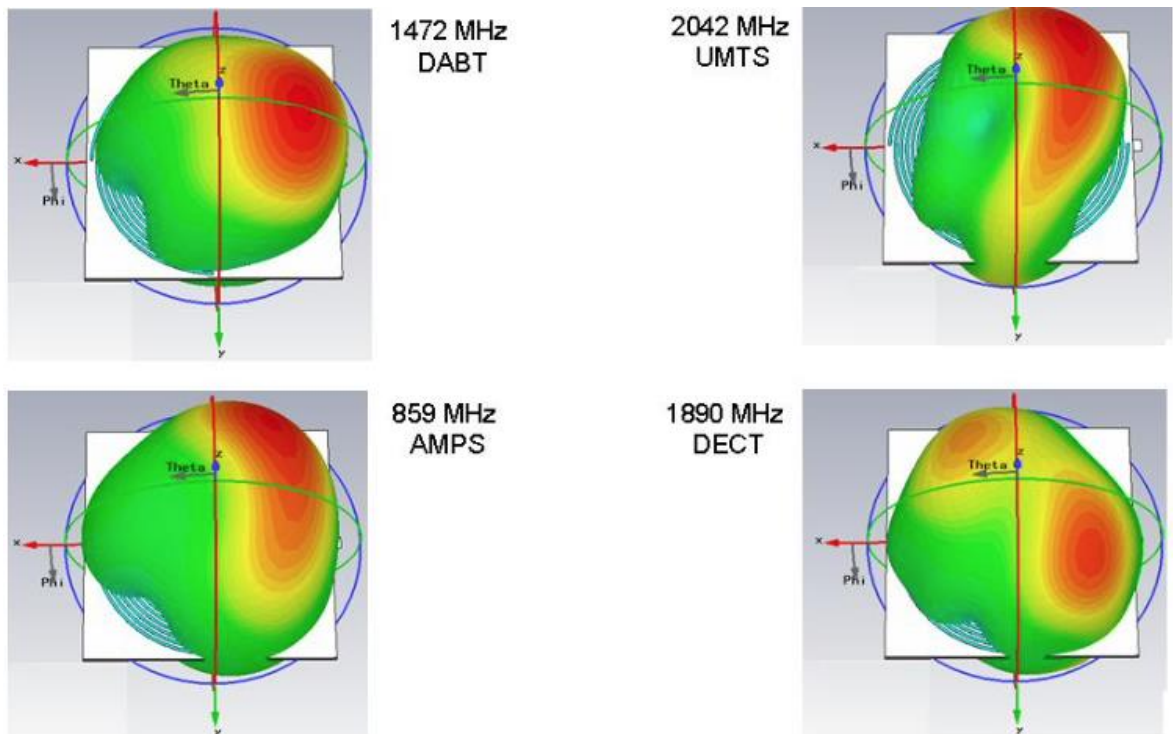 1472 MHz
DABT
z
Theta
x
Phi
y
2042 MHz
UMTS
z
Theta
x
Phi
y
859 MHz
AMPS
z
Theta
x
Phi
y
1890 MHz
DECT
z
Theta
x
Phi
y